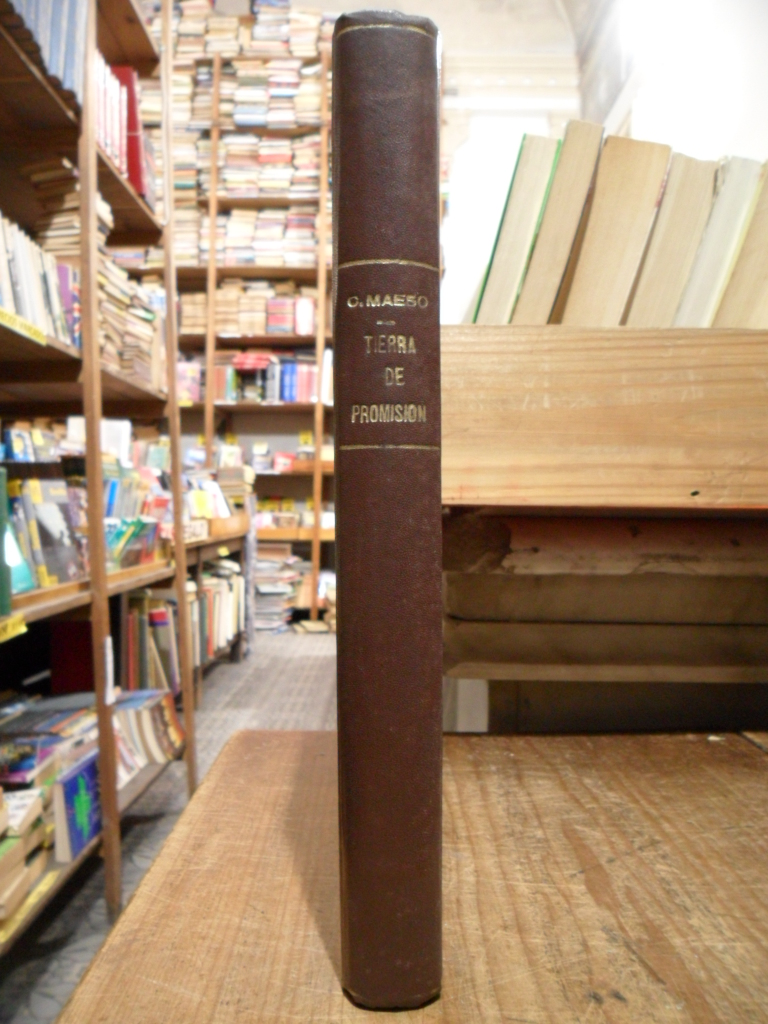 C. MAESO
TIERRA
DE
PROMISION